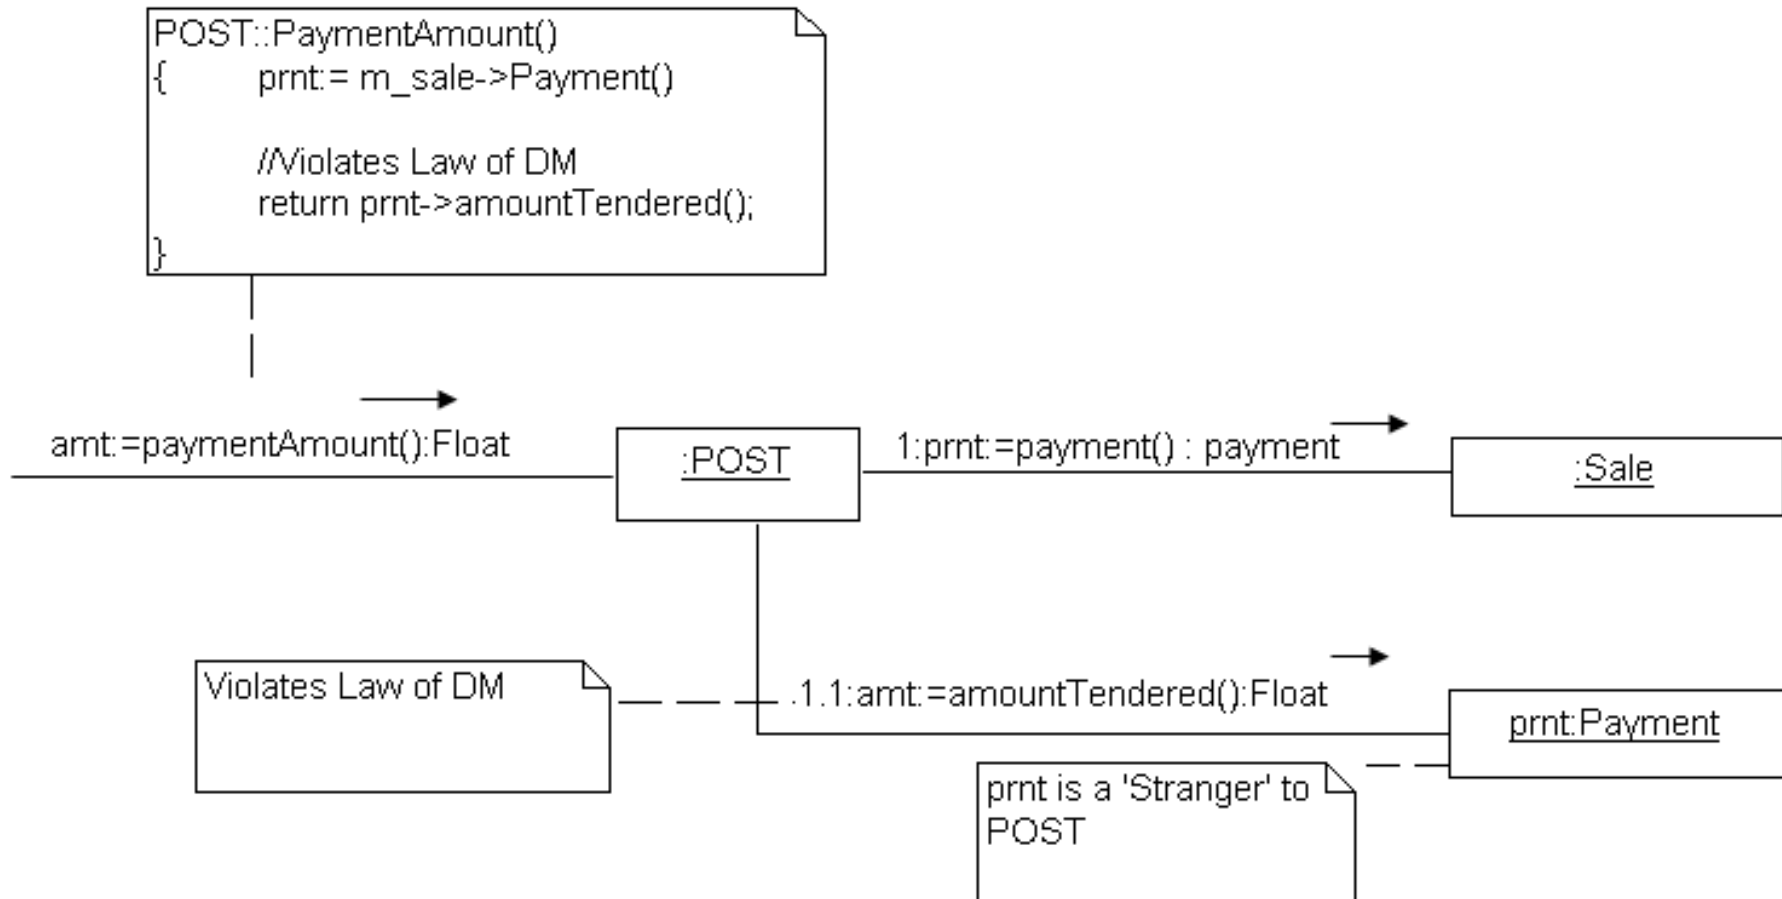 POST::PaymentAmount()
{ prnt:= m_sale->Payment()
//Violates Law of DM
return prnt->amountTendered();
}
amt:=paymentAmount():Float
:POST
1:prnt:=payment() : payment
:Sale
Violates Law of DM
1.1:amt:=amountTendered():Float
prnt:Payment
prnt is a 'Stranger' to
POST